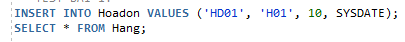 INSERT INTO Hoadon VALUES ('HD01', 'H01', 10, SYSDATE);
SELECT * FROM Hang;